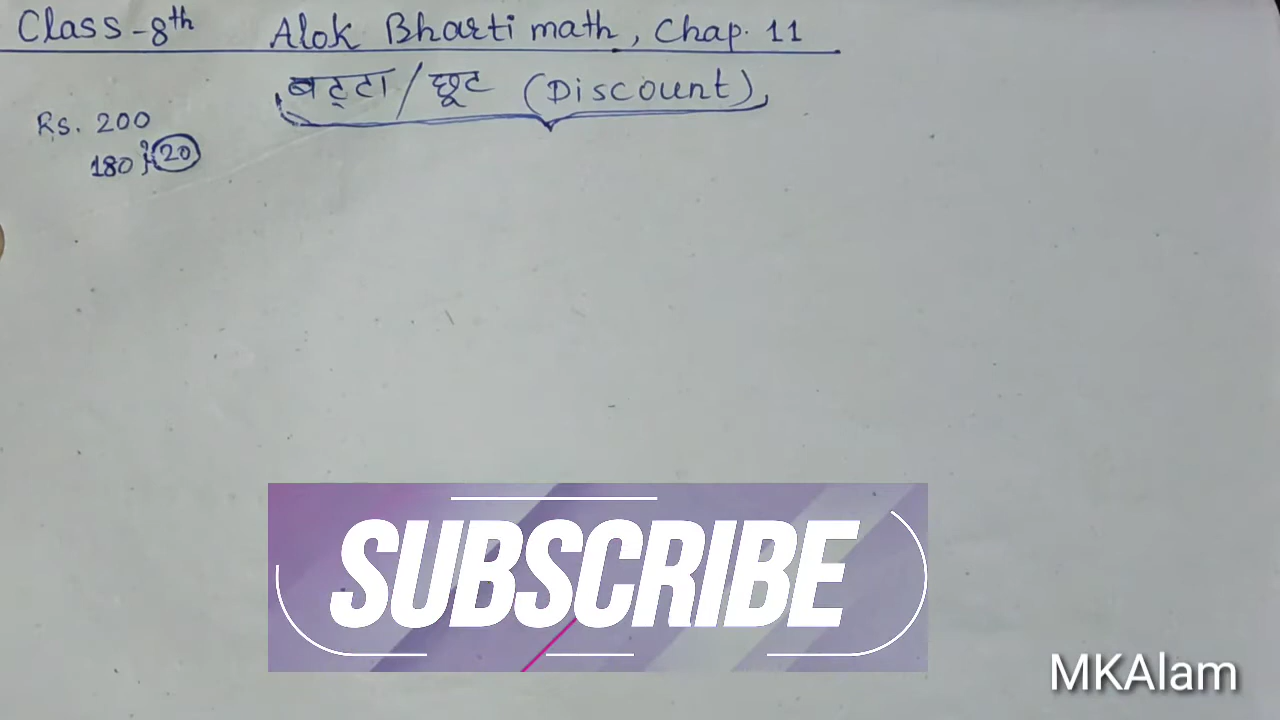 Class-8th Alok Bharti math, Chap. 11
बट्टा/छूट (Discount)
Rs. 200
180 } 20
SUBSCRIBE
MKAlam